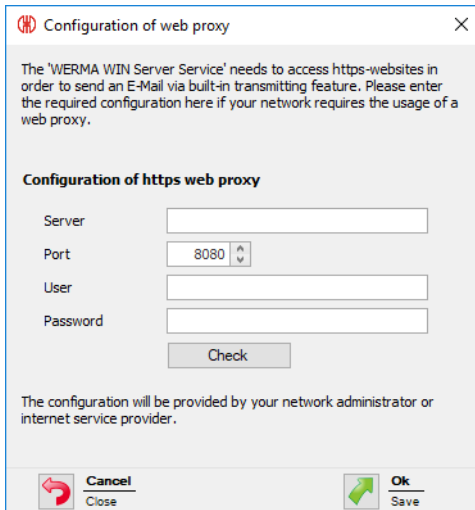 Configuration of web proxy
The 'WERMA WIN Server Service' needs to access https-websites in
order to send an E-Mail via built-in transmitting feature. Please enter
the required configuration here if your network requires the usage of a
web proxy.
Configuration of https web proxy
Server
Port 8080
User
Password
Check
The configuration will be provided by your network administrator or
internet service provider.
Cancel Ok
Close Save